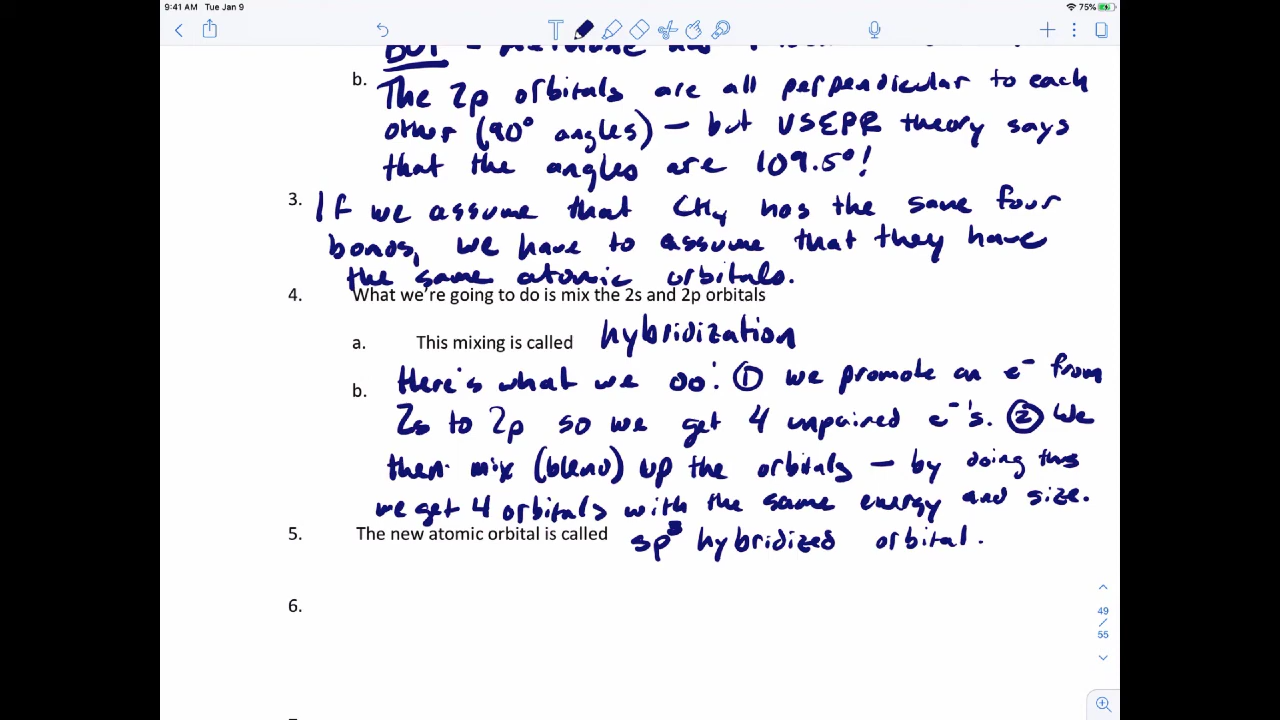 9:41 AM Tue Jan 9
75%
BUT
b.
The 2p orbitals are all perpendicular to each
other (90° angles) — but VSEPR theory says
that the angles are 109.5°!
3.
If we assume that CH4 has the same four
bonds, we have to assume that they have
the same atomic orbitals.
4. What we're going to do is mix the 2s and 2p orbitals
a. This mixing is called hybridization
b. Here's what we do: ① we promote an e⁻ from
2s to 2p so we get 4 unpaired e⁻'s. ② We
then mix (blend) up the orbitals — by doing this
we get 4 orbitals with the same energy and size.
5. The new atomic orbital is called sp³ hybridized orbital.
6.
49
/
55